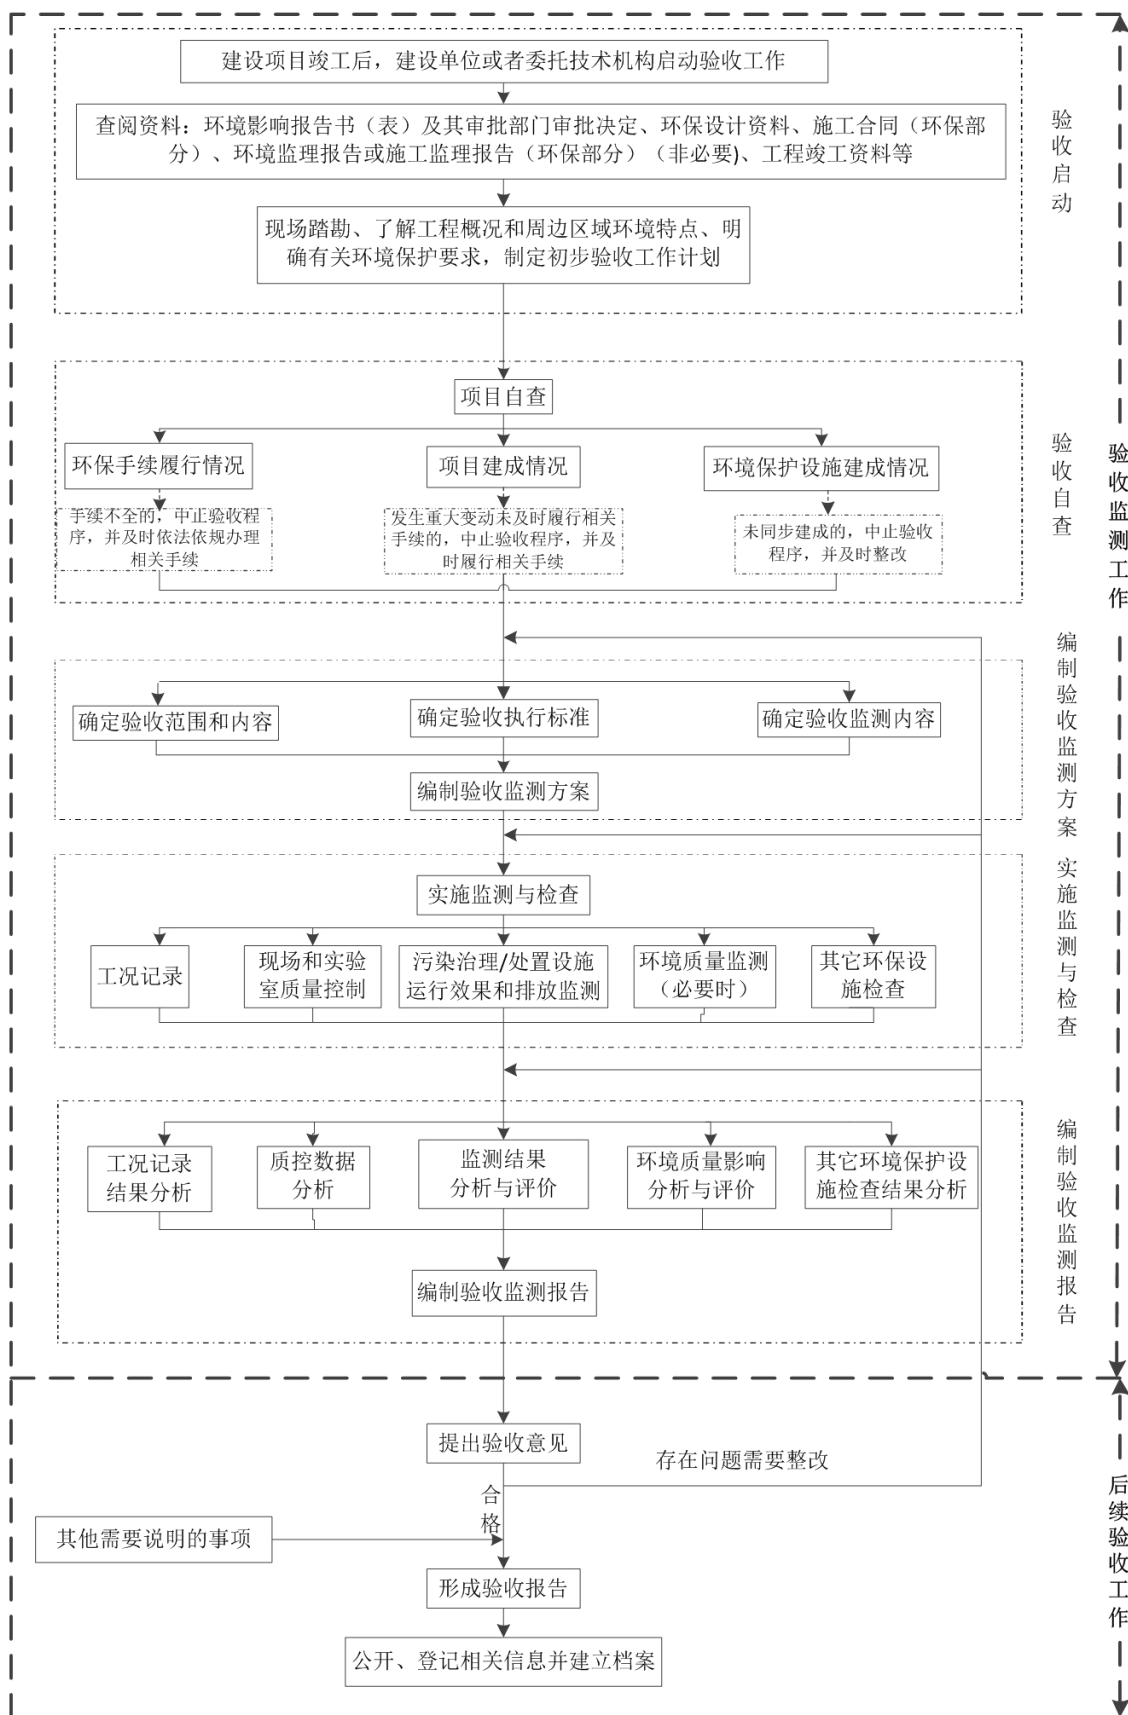 建设项目竣工后，建设单位或者委托技术机构启动验收工作
查阅资料：环境影响报告书（表）及其审批部门审批决定、环保设计资料、施工合同（环保部
分）、环境监理报告或施工监理报告（环保部分）（非必要)、工程竣工资料等
现场踏勘、了解工程概况和周边区域环境特点、明
确有关环境保护要求，制定初步验收工作计划
验收启动
项目自查
环保手续履行情况
项目建成情况
环境保护设施建成情况
手续不全的，中止验收程
序，并及时依法依规办理
相关手续
发生重大变动未及时履行相关
手续的，中止验收程序，并及
时履行相关手续
未同步建成的，中止验收
程序，并及时整改
验收自查
验收监测工作
确定验收范围和内容
确定验收执行标准
确定验收监测内容
编制验收监测方案
编制验收监测方案
实施监测与检查
工况记录
现场和实验
室质量控制
污染治理/处置设施
运行效果和排放监测
环境质量监测
（必要时）
其它环保设
施检查
实施监测与检查
工况记录
结果分析
质控数据
分析
监测结果
分析与评价
环境质量影响
分析与评价
其它环境保护设
施检查结果分析
编制验收监测报告
编制验收监测报告
提出验收意见
存在问题需要整改
合格
其他需要说明的事项
形成验收报告
公开、登记相关信息并建立档案
后续验收工作